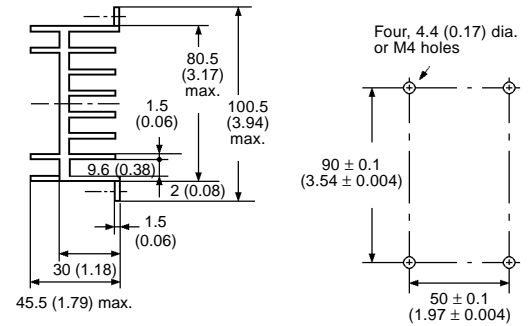 80.5
(3.17)
max.
100.5
(3.94)
max.
1.5
(0.06)
9.6 (0.38)
2 (0.08)
1.5
(0.06)
30 (1.18)
45.5 (1.79) max.
Four, 4.4 (0.17) dia.
or M4 holes
90 ± 0.1
(3.54 ± 0.004)
50 ± 0.1
(1.97 ± 0.004)